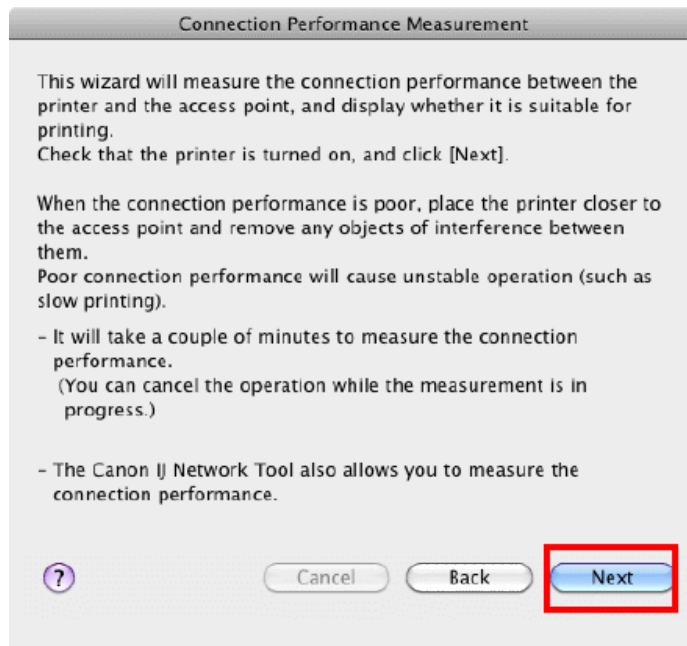 Connection Performance Measurement
This wizard will measure the connection performance between the
printer and the access point, and display whether it is suitable for
printing.
Check that the printer is turned on, and click [Next].
When the connection performance is poor, place the printer closer to
the access point and remove any objects of interference between
them.
Poor connection performance will cause unstable operation (such as
slow printing).
– It will take a couple of minutes to measure the connection
performance.
(You can cancel the operation while the measurement is in
progress.)
– The Canon IJ Network Tool also allows you to measure the
connection performance.
? Cancel Back Next